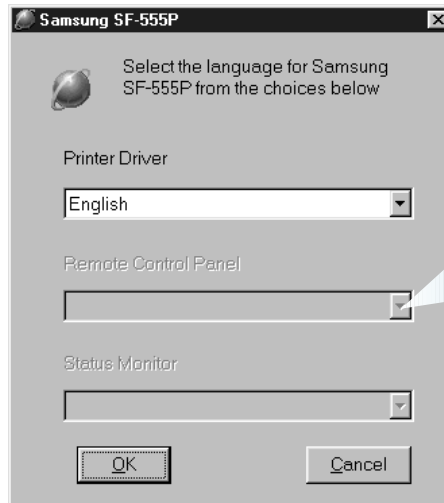 Samsung SF-555P
Select the language for Samsung
SF-555P from the choices below
Printer Driver
English
Remote Control Panel
Status Monitor
OK
Cancel